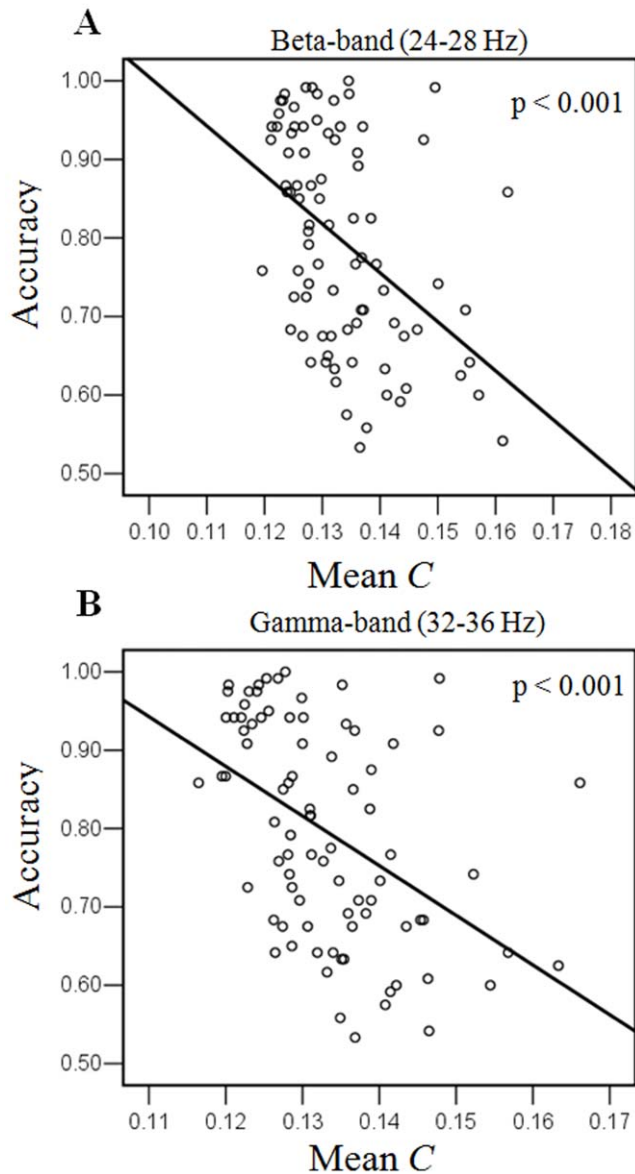 A
Beta-band (24-28 Hz)
p < 0.001
Accuracy
1.00
0.90
0.80
0.70
0.60
0.50
0.10 0.11 0.12 0.13 0.14 0.15 0.16 0.17 0.18
Mean C
B
Gamma-band (32-36 Hz)
p < 0.001
Accuracy
1.00
0.90
0.80
0.70
0.60
0.50
0.11 0.12 0.13 0.14 0.15 0.16 0.17
Mean C